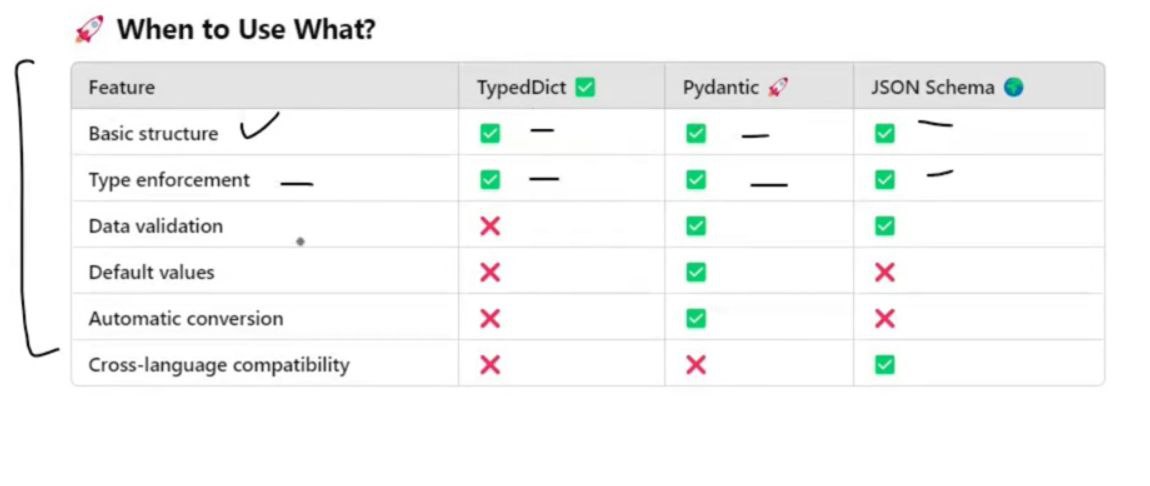 🚀 When to Use What?
Feature TypedDict ✅ Pydantic 🚀 JSON Schema 🌍
Basic structure ✅ ✅ ✅
Type enforcement ✅ ✅ ✅
Data validation ❌ ✅ ✅
Default values ❌ ✅ ❌
Automatic conversion ❌ ✅ ❌
Cross-language compatibility ❌ ❌ ✅